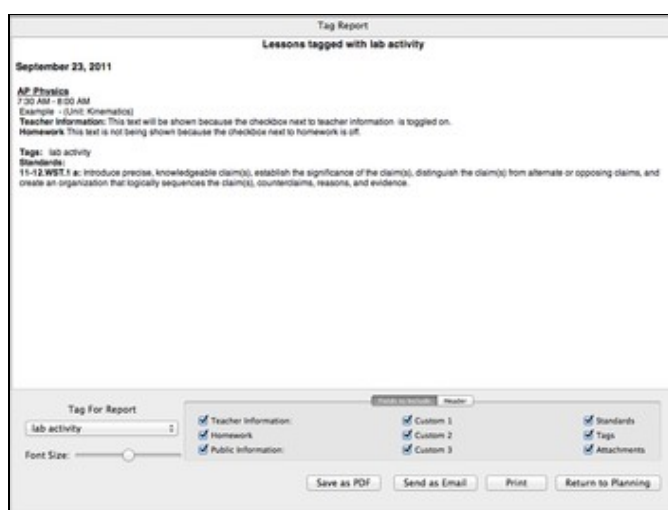 Tag Report
Lessons tagged with lab activity
September 23, 2011
AP Physics
7:30 AM - 8:00 AM
Example - (Unit: Kinematics)
Teacher Information: This text will be shown because the checkbox next to teacher information is toggled on.
Homework This text is not being shown because the checkbox next to homework is off.
Tags: lab activity
Standards:
11-12.WST.1 a: Introduce precise, knowledgeable claim(s), establish the significance of the claim(s), distinguish the claim(s) from alternate or opposing claims, and
create an organization that logically sequences the claim(s), counterclaims, reasons, and evidence.
Fields to Include Header
Tag For Report
lab activity
Font Size:
Teacher Information: Custom 1 Standards
Homework Custom 2 Tags
Public Information: Custom 3 Attachments
Save as PDF Send as Email Print Return to Planning